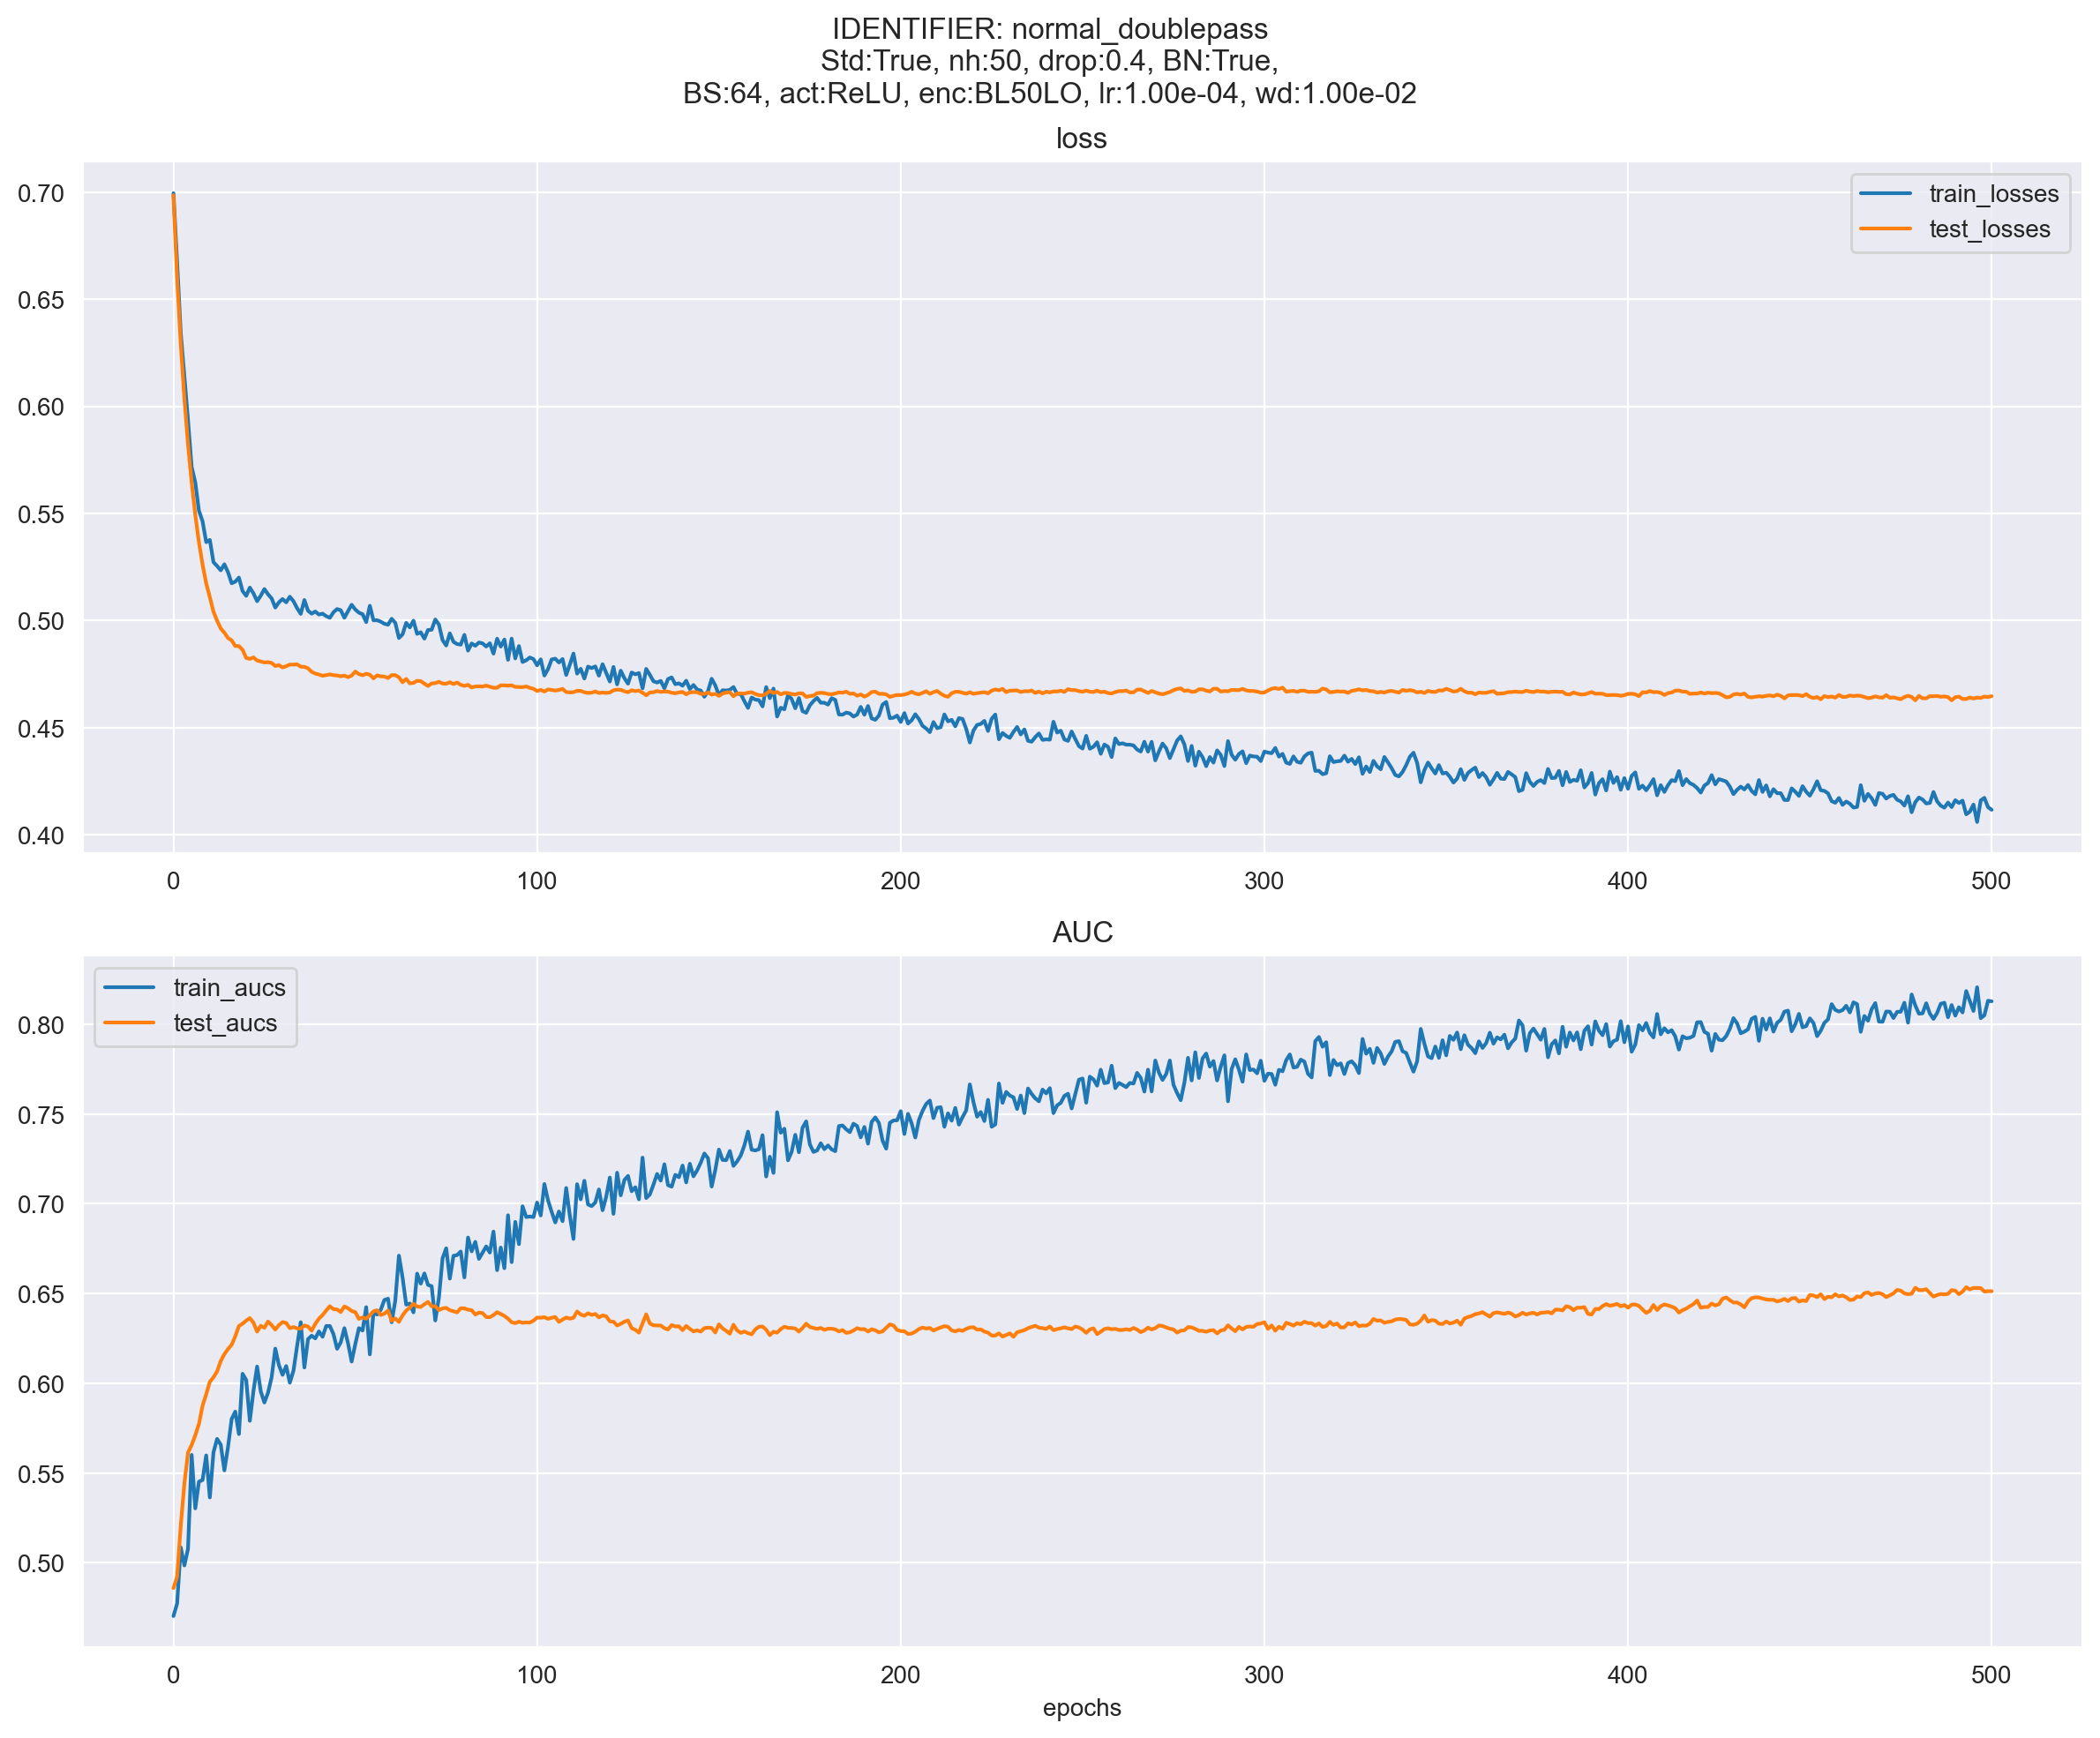 IDENTIFIER: normal_doublepass
Std:True, nh:50, drop:0.4, BN:True,
BS:64, act:ReLU, enc:BL50LO, lr:1.00e-04, wd:1.00e-02
loss
train_losses
test_losses
0.70
0.65
0.60
0.55
0.50
0.45
0.40
0 100 200 300 400 500
AUC
train_aucs
test_aucs
0.80
0.75
0.70
0.65
0.60
0.55
0.50
0 100 200 300 400 500
epochs